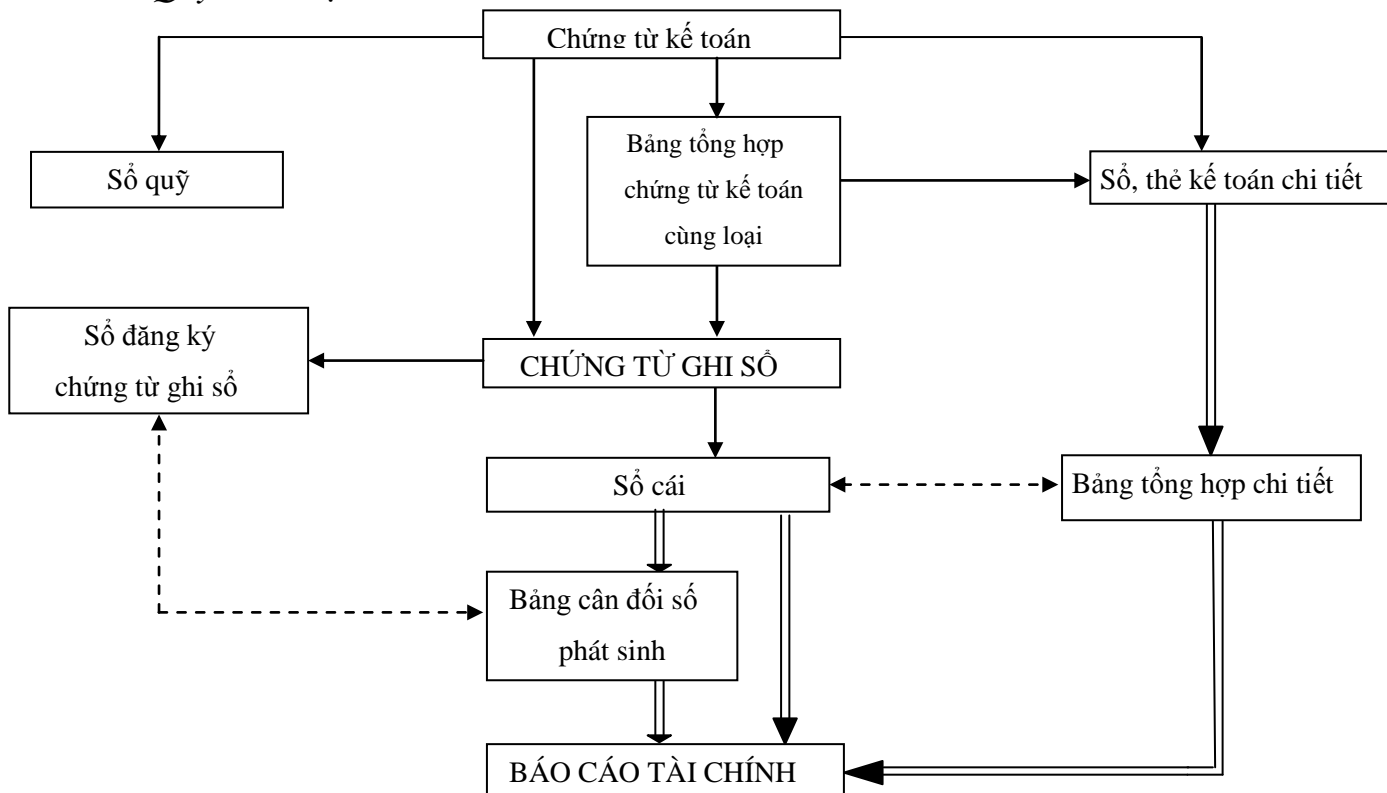 Chứng từ kế toán
Bảng tổng hợp
chứng từ kế toán
cùng loại
Sổ quỹ
Sổ, thẻ kế toán chi tiết
Sổ đăng ký
chứng từ ghi sổ
CHỨNG TỪ GHI SỔ
Sổ cái
Bảng tổng hợp chi tiết
Bảng cân đối số
phát sinh
BÁO CÁO TÀI CHÍNH